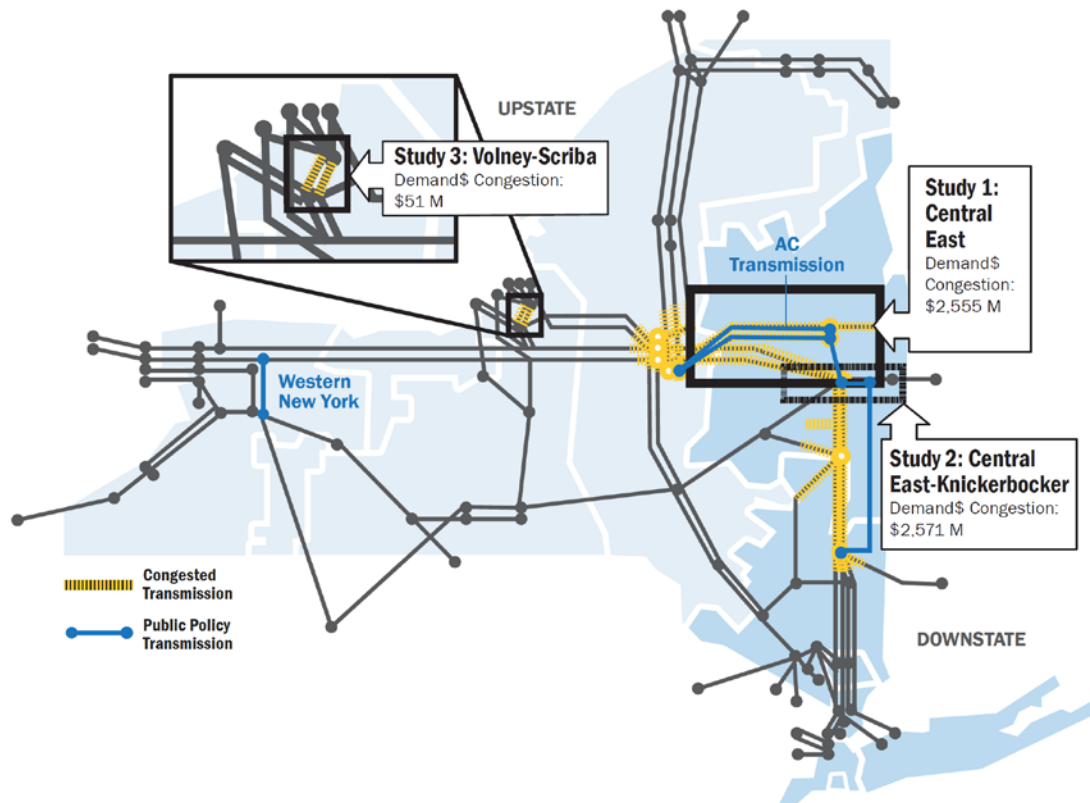 UPSTATE
Study 3: Volney-Scriba
Demand$ Congestion:
$51 M
Study 1:
Central
East
Demand$
Congestion:
$2,555 M
AC
Transmission
Western
New York
Study 2: Central
East-Knickerbocker
Demand$ Congestion:
$2,571 M
Congested
Transmission
Public Policy
Transmission
DOWNSTATE